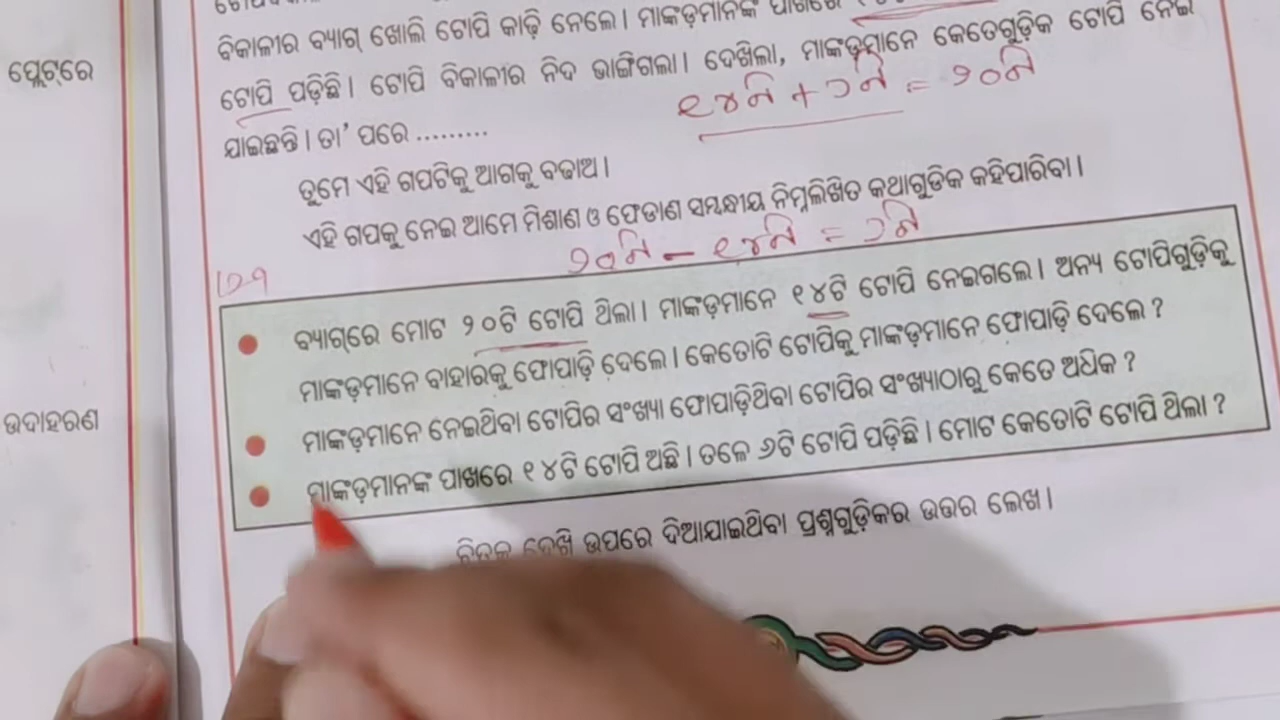 ବିକାଳୀର ବ୍ୟାଗ୍ ଖୋଲି ଟୋପି କାଢ଼ି ନେଲେ । ମାଙ୍କଡ଼ମାନଙ୍କ ପାଖରେ
ପ୍ଲେଟ୍‌ରେ
ଟୋପି ପଡ଼ିଛି । ଟୋପି ବିକାଳୀର ନିଦ ଭାଙ୍ଗିଗଲା । ଦେଖିଲା, ମାଙ୍କଡ଼ମାନେ କେତେଗୁଡ଼ିକ ଟୋପି ନେଇ
୧୪ଟି + ୬ଟି = ୨୦ଟି
ଯାଇଛନ୍ତି । ତା’ ପରେ .........
ତୁମେ ଏହି ଗପଟିକୁ ଆଗକୁ ବଢାଅ ।
ଏହି ଗପକୁ ନେଇ ଆମେ ମିଶାଣ ଓ ଫେଡାଣ ସମ୍ବନ୍ଧୀୟ ନିମ୍ନଲିଖିତ କଥାଗୁଡିକ କହିପାରିବା ।
୨୦ଟି - ୧୪ଟି = ୬ଟି
● ବ୍ୟାଗ୍‌ରେ ମୋଟ ୨୦ଟି ଟୋପି ଥିଲା । ମାଙ୍କଡ଼ମାନେ ୧୪ଟି ଟୋପି ନେଇଗଲେ । ଅନ୍ୟ ଟୋପିଗୁଡ଼ିକୁ
ମାଙ୍କଡ଼ମାନେ ବାହାରକୁ ଫୋପାଡ଼ି ଦେଲେ । କେତୋଟି ଟୋପିକୁ ମାଙ୍କଡ଼ମାନେ ଫୋପାଡ଼ି ଦେଲେ ?
● ମାଙ୍କଡ଼ମାନେ ନେଇଥିବା ଟୋପିର ସଂଖ୍ୟା ଫୋପାଡ଼ିଥିବା ଟୋପିର ସଂଖ୍ୟାଠାରୁ କେତେ ଅଧିକ ?
ଉଦାହରଣ
● ମାଙ୍କଡ଼ମାନଙ୍କ ପାଖରେ ୧୪ଟି ଟୋପି ଅଛି । ତଳେ ୬ଟି ଟୋପି ପଡ଼ିଛି । ମୋଟ କେତୋଟି ଟୋପି ଥିଲା ?
ଦେଖି ଉପରେ ଦିଆଯାଇଥିବା ପ୍ରଶ୍ନଗୁଡ଼ିକର ଉତ୍ତର ଲେଖ ।